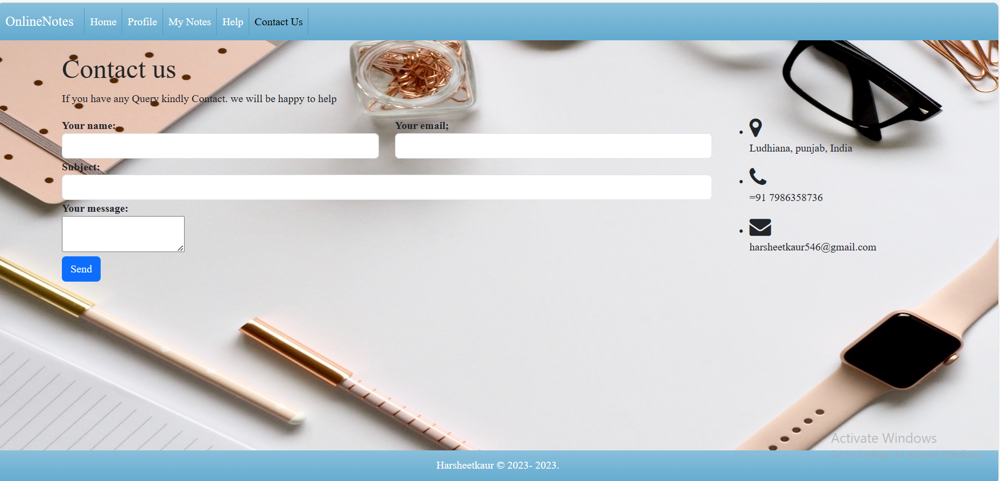 OnlineNotes Home Profile My Notes Help Contact Us
Contact us
If you have any Query kindly Contact. we will be happy to help
Your name:
Your email;
Subject:
Your message:
Send
Ludhiana, punjab, India
=91 7986358736
harsheetkaur546@gmail.com
Activate Windows
Go to Settings to activate Windows.
Harsheetkaur © 2023- 2023.